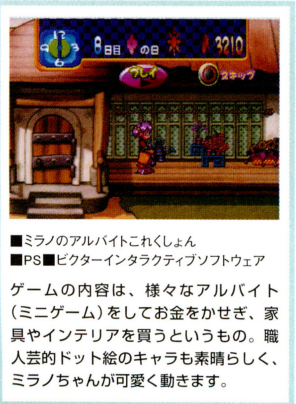 12
9 3
6
8日目 の日 3210
プレイ スキップ
■ミラノのアルバイトこれくしょん
■PS■ビクターインタラクティブソフトウェア
ゲームの内容は、様々なアルバイト
(ミニゲーム)をしてお金をかせぎ、家
具やインテリアを買うというもの。職
人芸的ドット絵のキャラも素晴らしく、
ミラノちゃんが可愛く動きます。